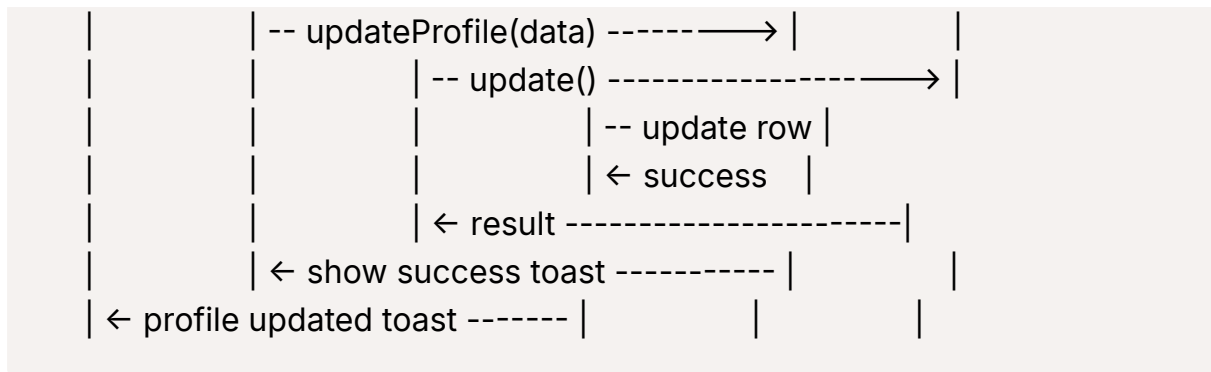 |                    |-- updateProfile(data) ---------->|                    |
|                    |                    |-- update() -------------------->|
|                    |                    |                    |-- update row |
|                    |                    |                    |← success     |
|                    |                    |← result ----------------------|
|                    |← show success toast ----------- |                    |
|← profile updated toast ------- |                    |                    |